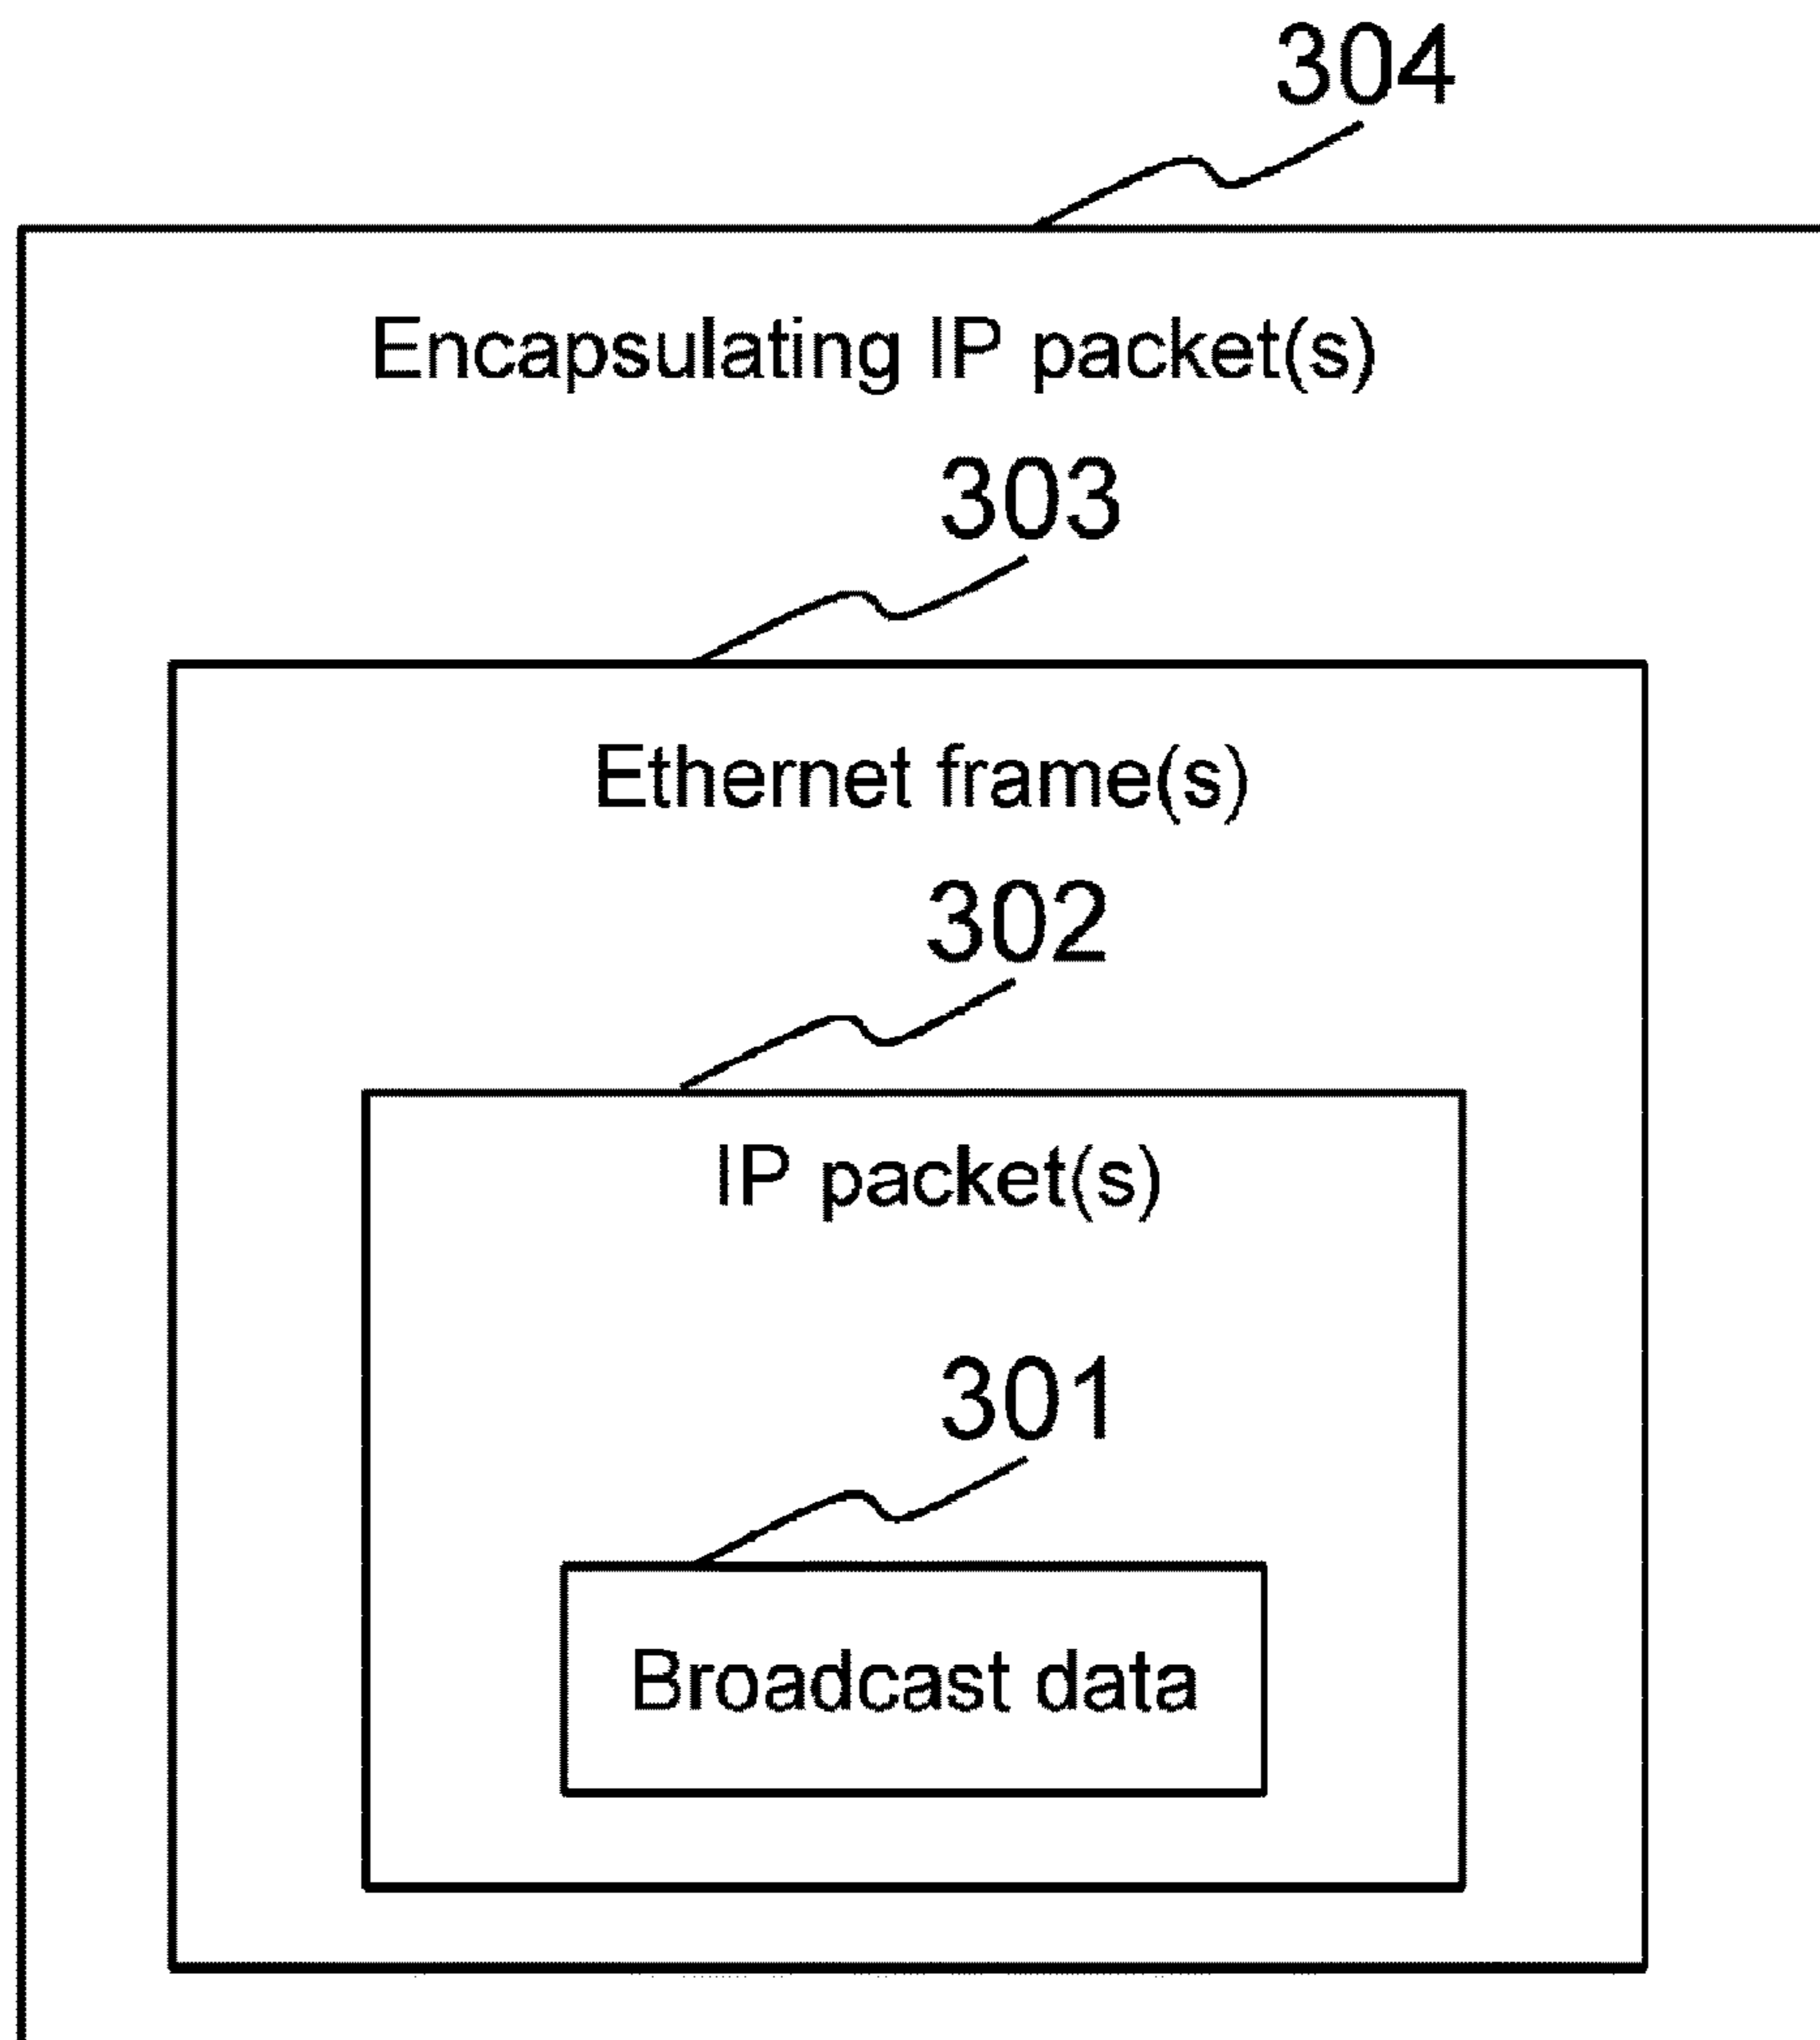 304
Encapsulating IP packet(s)
303
Ethernet frame(s)
302
IP packet(s)
301
Broadcast data